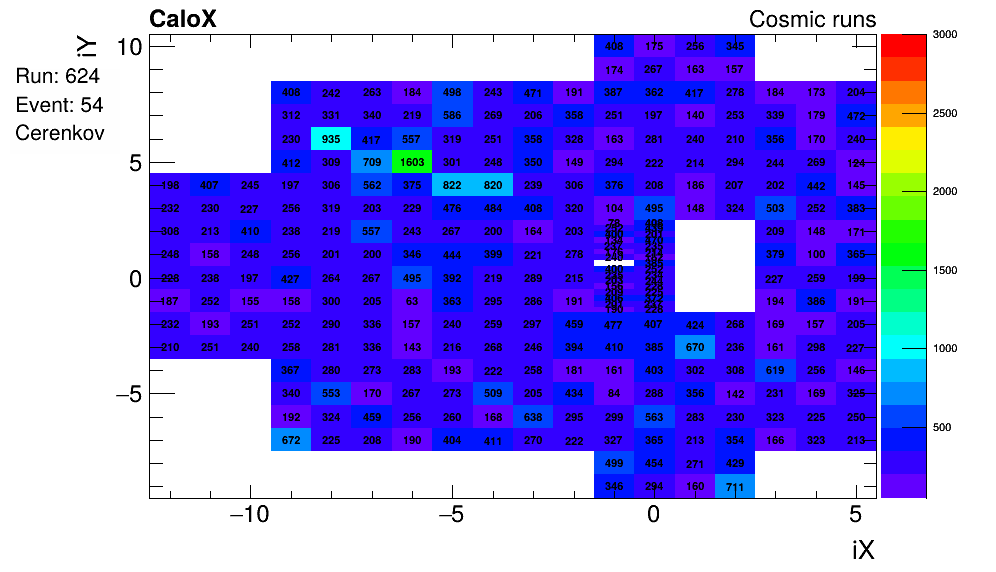 CaloX Cosmic runs
iY
Run: 624
Event: 54
Cerenkov
10
5
0
−5
−10 −5 0 5
iX
3000
2500
2000
1500
1000
500
408 175 256 345
174 267 163 157
408 242 263 184 498 243 471 191 387 362 417 278 184 173 204
312 331 340 219 586 269 206 358 251 197 140 253 339 179 472
230 935 417 557 319 251 358 328 163 281 240 210 356 170 240
412 309 709 1603 301 248 350 149 294 222 214 294 244 269 124
198 407 245 197 306 562 375 822 820 239 306 376 208 186 207 202 442 145
232 230 227 256 319 203 229 476 484 408 320 104 495 148 324 503 252 383
308 213 410 238 219 557 243 267 200 164 203 209 148 171
246 158 248 256 201 200 346 444 399 221 278 379 100 365
228 238 197 427 264 267 495 392 219 289 215 227 259 199
187 252 155 158 300 205 63 363 295 286 191 194 386 191
232 193 251 252 290 336 157 240 259 297 459 477 407 424 268 169 157 205
210 251 240 258 281 336 143 216 268 246 394 410 385 670 236 161 298 227
367 280 273 283 193 222 258 181 161 403 302 308 619 256 146
340 553 170 267 273 509 205 434 84 288 356 142 231 169 325
192 324 459 256 260 168 638 295 299 563 283 230 323 225 250
672 225 208 190 404 411 270 222 327 365 213 354 166 323 213
499 454 271 429
346 294 160 711